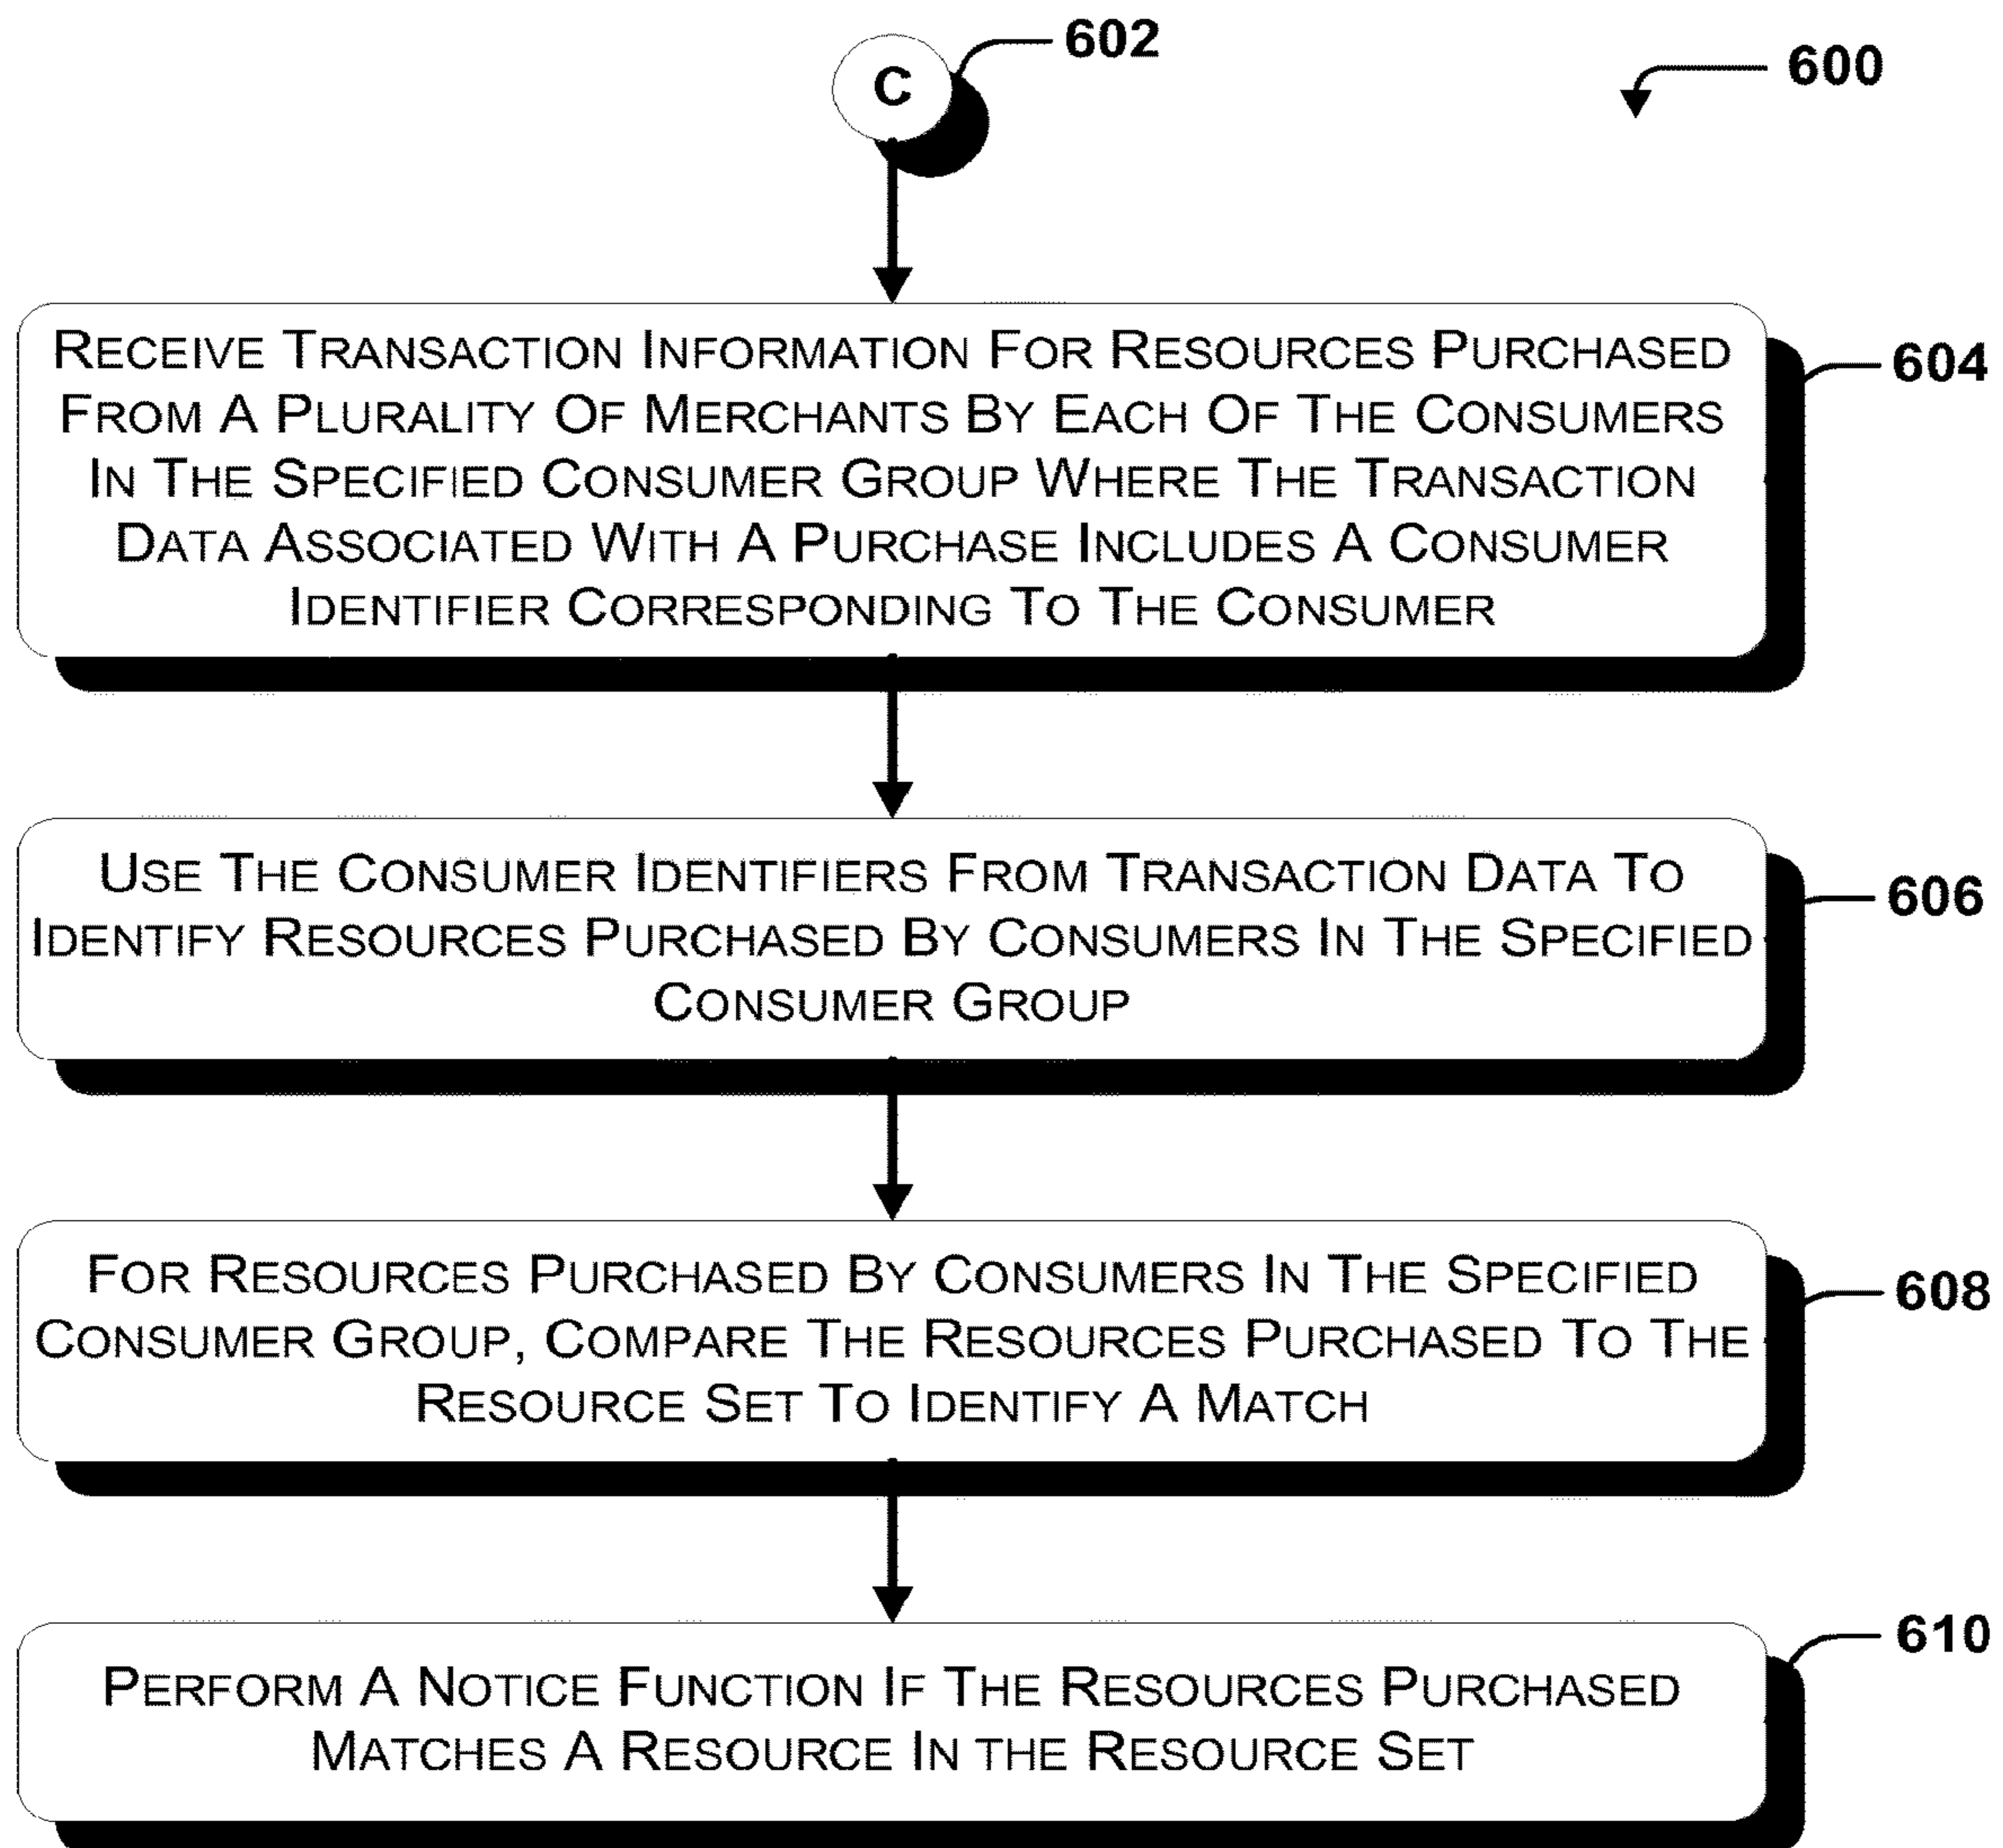 C
602
600
RECEIVE TRANSACTION INFORMATION FOR RESOURCES PURCHASED
FROM A PLURALITY OF MERCHANTS BY EACH OF THE CONSUMERS
IN THE SPECIFIED CONSUMER GROUP WHERE THE TRANSACTION
DATA ASSOCIATED WITH A PURCHASE INCLUDES A CONSUMER
IDENTIFIER CORRESPONDING TO THE CONSUMER
604
USE THE CONSUMER IDENTIFIERS FROM TRANSACTION DATA TO
IDENTIFY RESOURCES PURCHASED BY CONSUMERS IN THE SPECIFIED
CONSUMER GROUP
606
FOR RESOURCES PURCHASED BY CONSUMERS IN THE SPECIFIED
CONSUMER GROUP, COMPARE THE RESOURCES PURCHASED TO THE
RESOURCE SET TO IDENTIFY A MATCH
608
PERFORM A NOTICE FUNCTION IF THE RESOURCES PURCHASED
MATCHES A RESOURCE IN THE RESOURCE SET
610